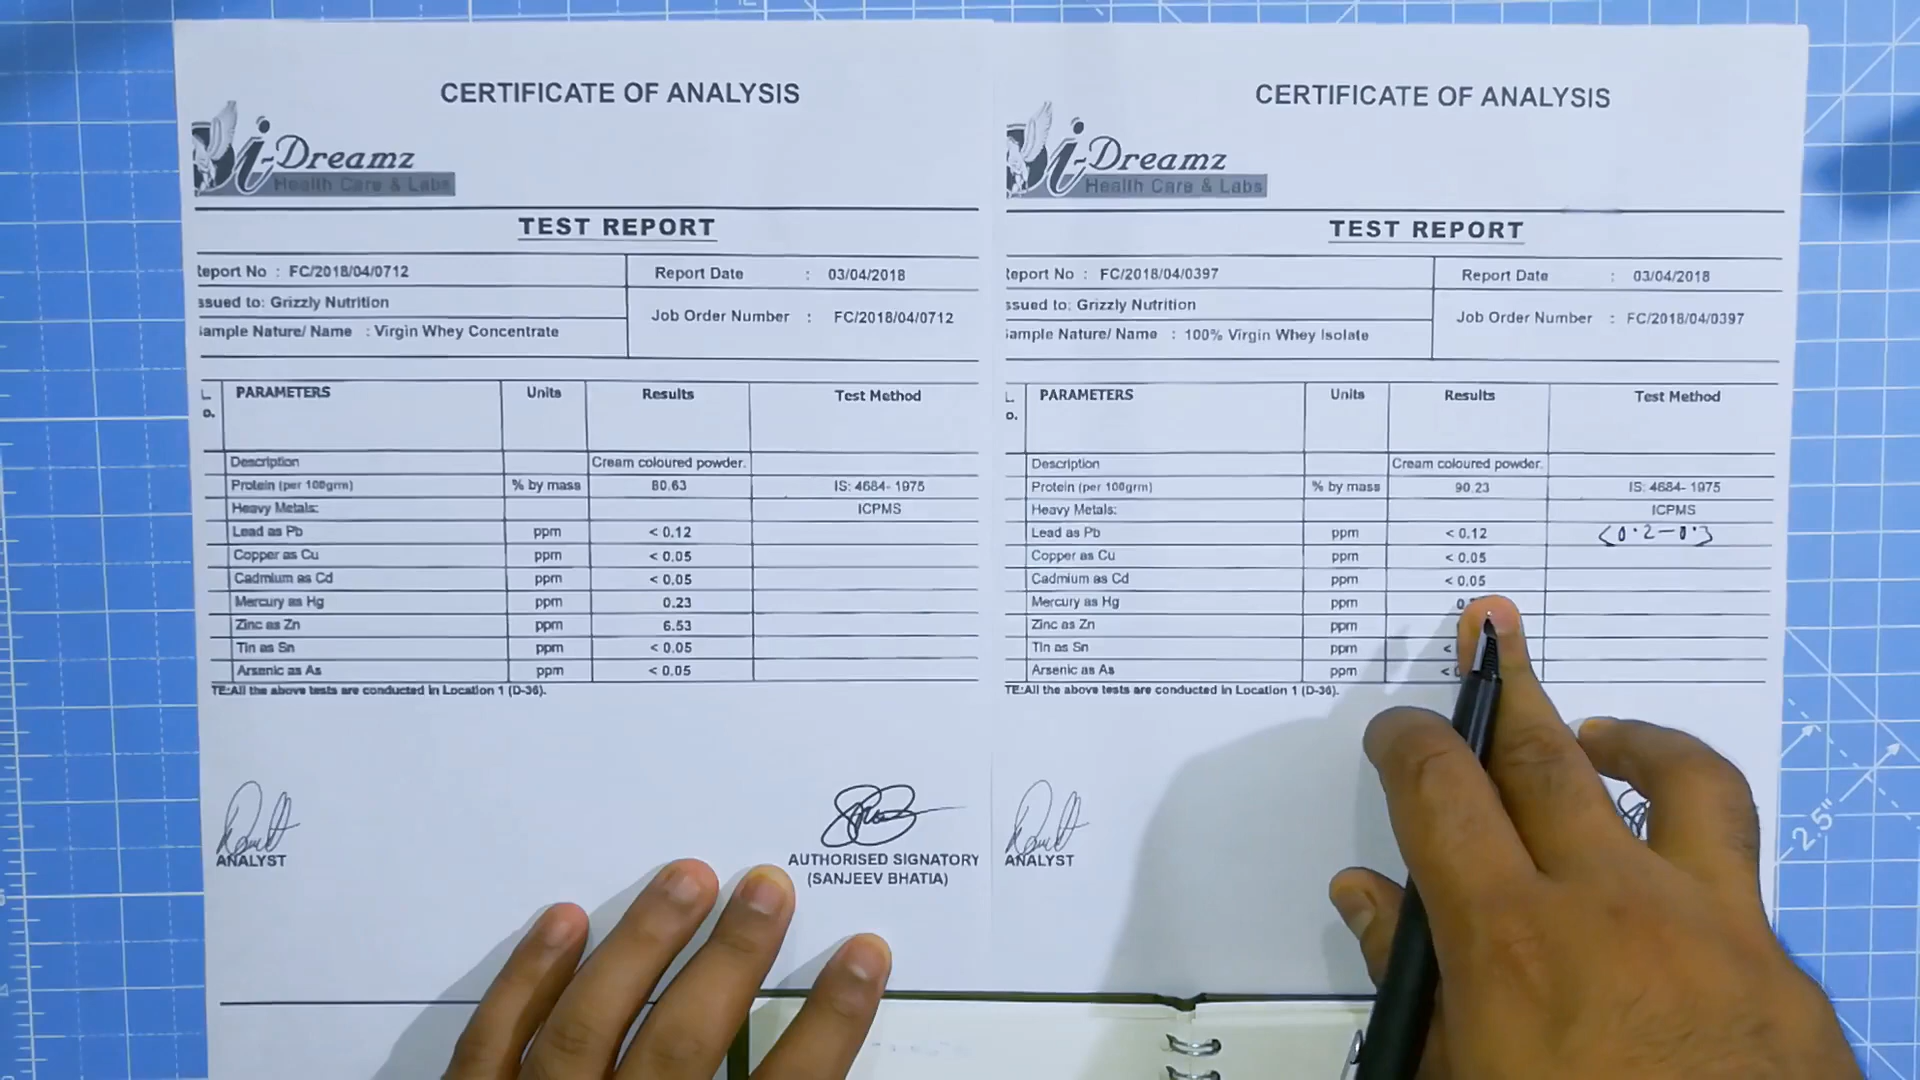 CERTIFICATE OF ANALYSIS
i-Dreamz
Health Care & Labs
TEST REPORT
Report No : FC/2018/04/0712
Report Date : 03/04/2018
ssued to: Grizzly Nutrition
Job Order Number : FC/2018/04/0712
Sample Nature/ Name : Virgin Whey Concentrate
L PARAMETERS Units Results Test Method
o.
Description Cream coloured powder.
Protein (per 100grm) % by mass 80.63 IS: 4684- 1975
Heavy Metals: ICPMS
Lead as Pb ppm < 0.12
Copper as Cu ppm < 0.05
Cadmium as Cd ppm < 0.05
Mercury as Hg ppm 0.23
Zinc as Zn ppm 6.53
Tin as Sn ppm < 0.05
Arsenic as As ppm < 0.05
TE:All the above tests are conducted in Location 1 (D-36).
ANALYST
AUTHORISED SIGNATORY
(SANJEEV BHATIA)
CERTIFICATE OF ANALYSIS
i-Dreamz
Health Care & Labs
TEST REPORT
Report No : FC/2018/04/0397
Report Date : 03/04/2018
ssued to: Grizzly Nutrition
Job Order Number : FC/2018/04/0397
Sample Nature/ Name : 100% Virgin Whey Isolate
L PARAMETERS Units Results Test Method
o.
Description Cream coloured powder.
Protein (per 100grm) % by mass 90.23 IS: 4684- 1975
Heavy Metals: ICPMS
Lead as Pb ppm < 0.12
Copper as Cu ppm < 0.05
Cadmium as Cd ppm < 0.05
Mercury as Hg ppm
Zinc as Zn ppm
Tin as Sn ppm <
Arsenic as As ppm <
TE:All the above tests are conducted in Location 1 (D-36).
ANALYST
2.5"